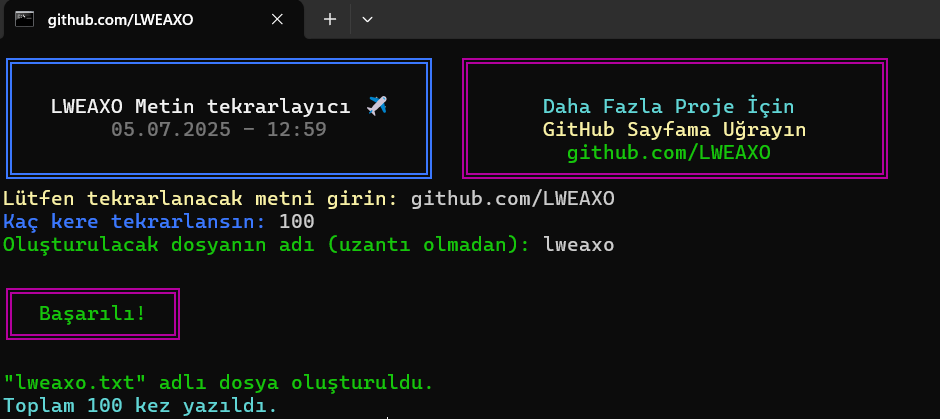 github.com/LWEAXO
LWEAXO Metin tekrarlayıcı ✈️
05.07.2025 - 12:59
Daha Fazla Proje İçin
GitHub Sayfama Uğrayın
github.com/LWEAXO
Lütfen tekrarlanacak metni girin: github.com/LWEAXO
Kaç kere tekrarlansın: 100
Oluşturulacak dosyanın adı (uzantı olmadan): lweaxo
Başarılı!
"lweaxo.txt" adlı dosya oluşturuldu.
Toplam 100 kez yazıldı.